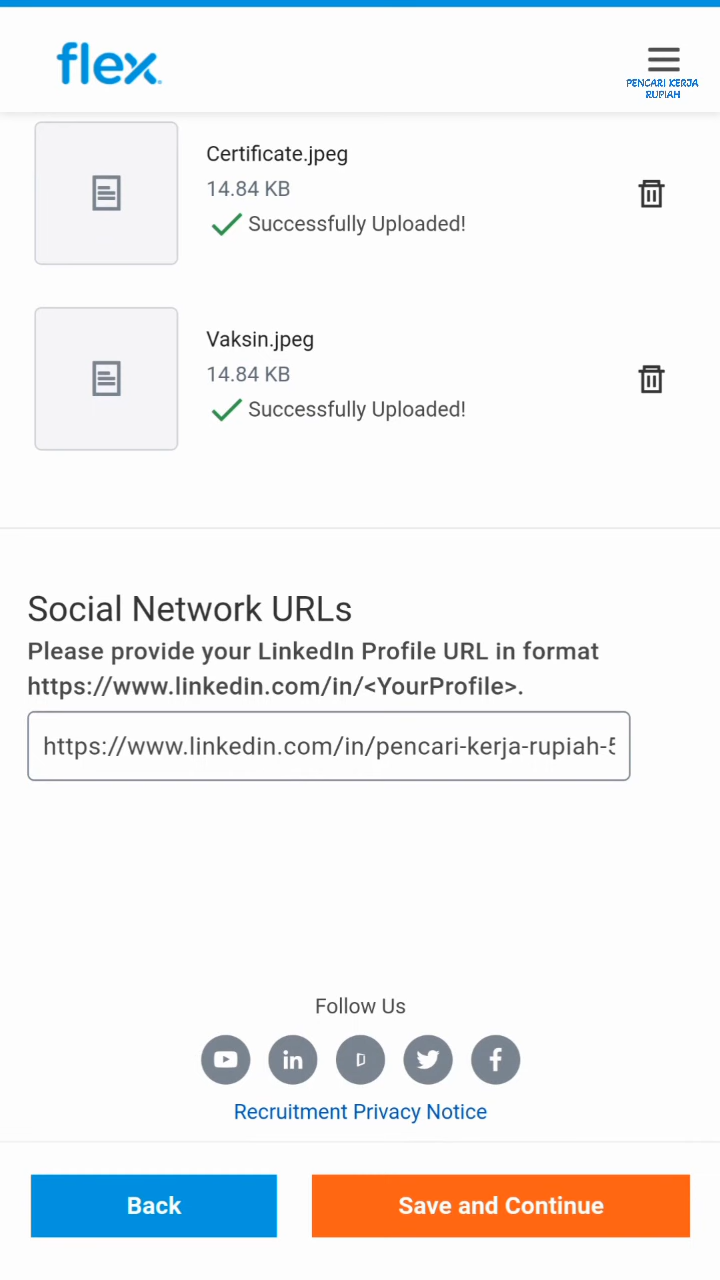 flex
PENCARI KERJA
RUPIAH
Certificate.jpeg
14.84 KB
Successfully Uploaded!
Vaksin.jpeg
14.84 KB
Successfully Uploaded!
Social Network URLs
Please provide your LinkedIn Profile URL in format
https://www.linkedin.com/in/<YourProfile>.
https://www.linkedin.com/in/pencari-kerja-rupiah-5
Follow Us
in
f
Recruitment Privacy Notice
Back
Save and Continue